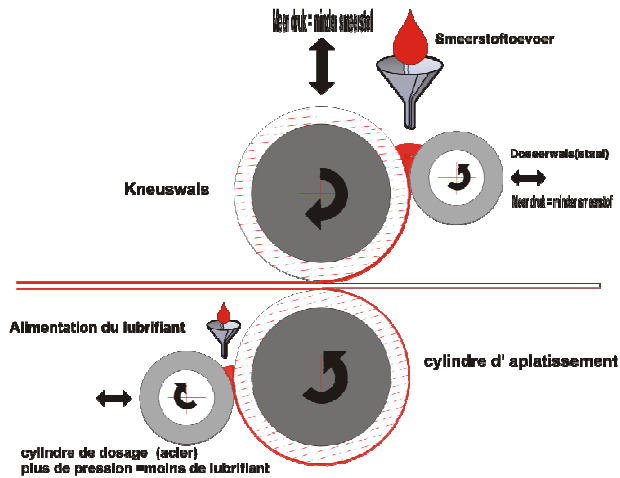 Meer druk = minder smeerstof
Smeerstoftoevoer
Doseerwals(staal)
Meer druk = minder smeerstof
Kneuswals
Alimentation du lubrifiant
cylindre d' aplatissement
cylindre de dosage (acier)
plus de pression =moins de lubrifiant